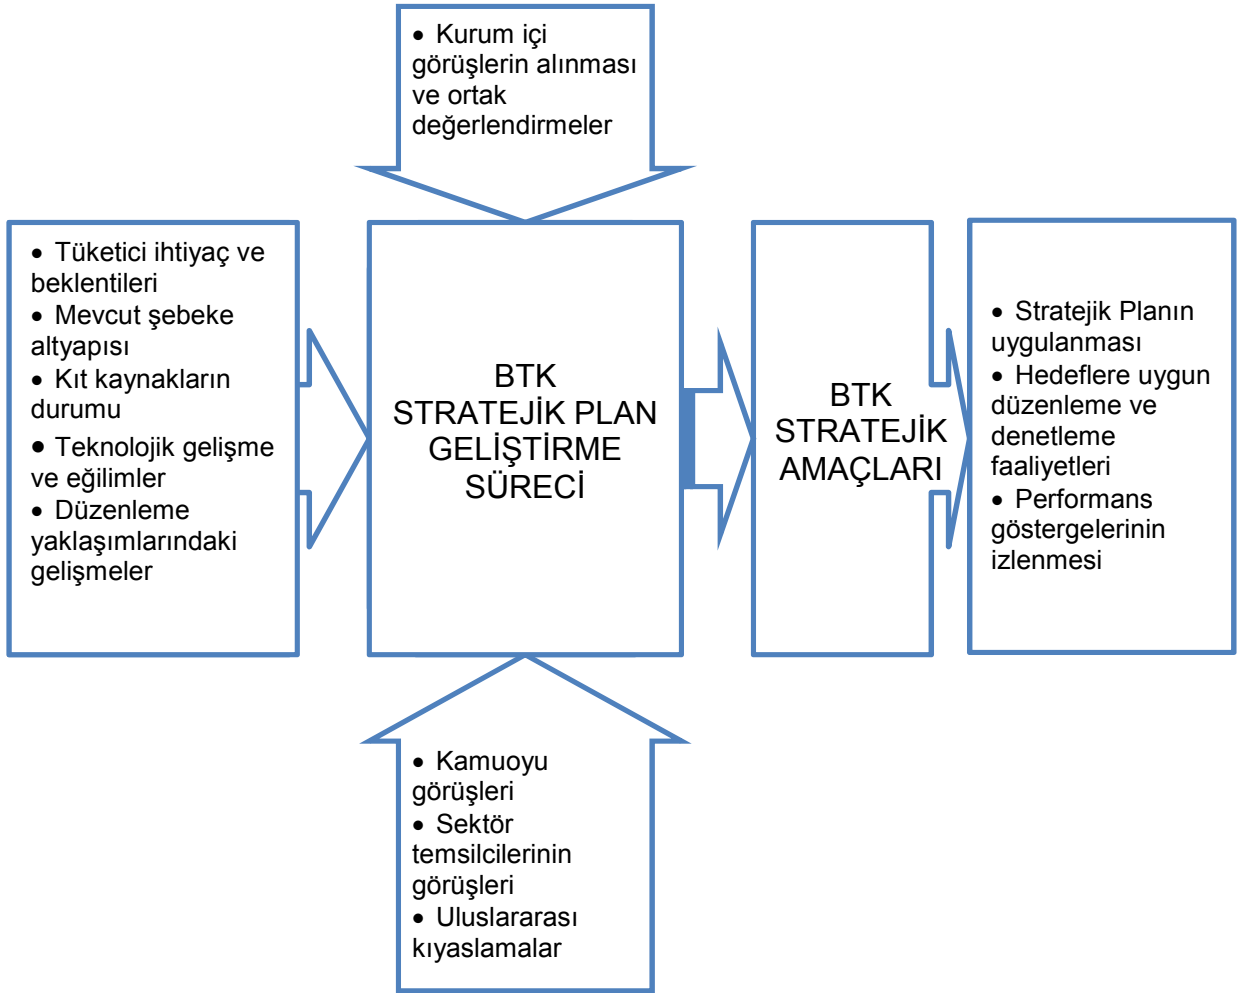 • Kurum içi
görüşlerin alınması
ve ortak
değerlendirmeler
• Tüketici ihtiyaç ve
beklentileri
• Mevcut şebeke
altyapısı
• Kıt kaynakların
durumu
• Teknolojik gelişme
ve eğilimler
• Düzenleme
yaklaşımlarındaki
gelişmeler
BTK
STRATEJİK PLAN
GELİŞTİRME
SÜRECİ
BTK
STRATEJİK
AMAÇLARI
• Stratejik Planın
uygulanması
• Hedeflere uygun
düzenleme ve
denetleme
faaliyetleri
• Performans
göstergelerinin
izlenmesi
• Kamuoyu
görüşleri
• Sektör
temsilcilerinin
görüşleri
• Uluslararası
kıyaslamalar